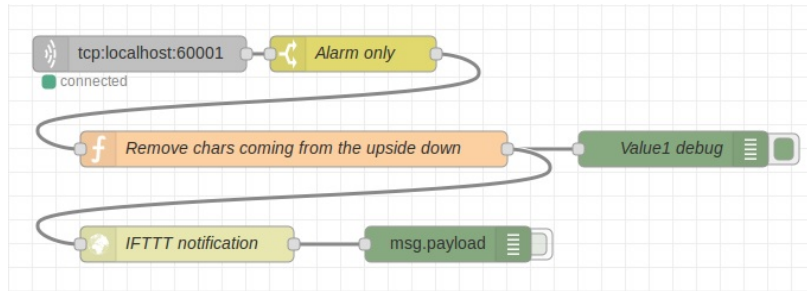 tcp:localhost:60001
Alarm only
connected
Remove chars coming from the upside down
Value1 debug
IFTTT notification
msg.payload